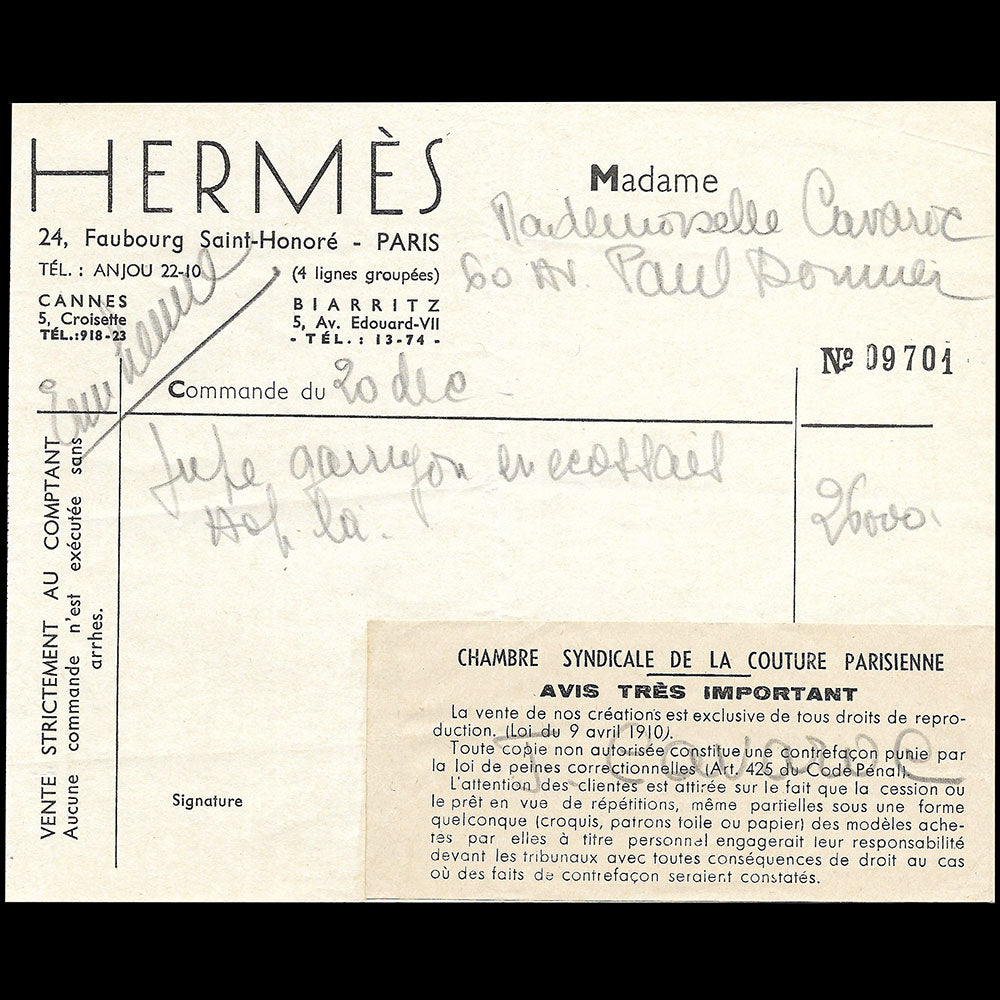 HERMÈS
24, Faubourg Saint-Honoré - PARIS
TÉL. : ANJOU 22-10 (4 lignes groupées)
CANNES
5, Croisette
TÉL.:918-23
BIARRITZ
5, Av. Edouard-VII
- TÉL. : 13-74 -
Madame
Mademoiselle Cavaroc
60 Av. Paul Doumer
Nº 09701
Commande du 20 dec
Jupe en ecossais
Hop la.
26000.
VENTE STRICTEMENT AU COMPTANT
Aucune commande n'est exécutée sans
arrhes.
Signature
CHAMBRE SYNDICALE DE LA COUTURE PARISIENNE
AVIS TRÈS IMPORTANT
La vente de nos créations est exclusive de tous droits de repro-
duction. (Loi du 9 avril 1910).
Toute copie non autorisée constitue une contrefaçon punie par
la loi de peines correctionnelles (Art. 425 du Code Pénal).
L'attention des clientes est attirée sur le fait que la cession ou
le prêt en vue de répétitions, même partielles sous une forme
quelconque (croquis, patrons toile ou papier) des modèles ache-
tés par elles à titre personnel engagerait leur responsabilité
devant les tribunaux avec toutes conséquences de droit au cas
où des faits de contrefaçon seraient constatés.
J. Cavaroc